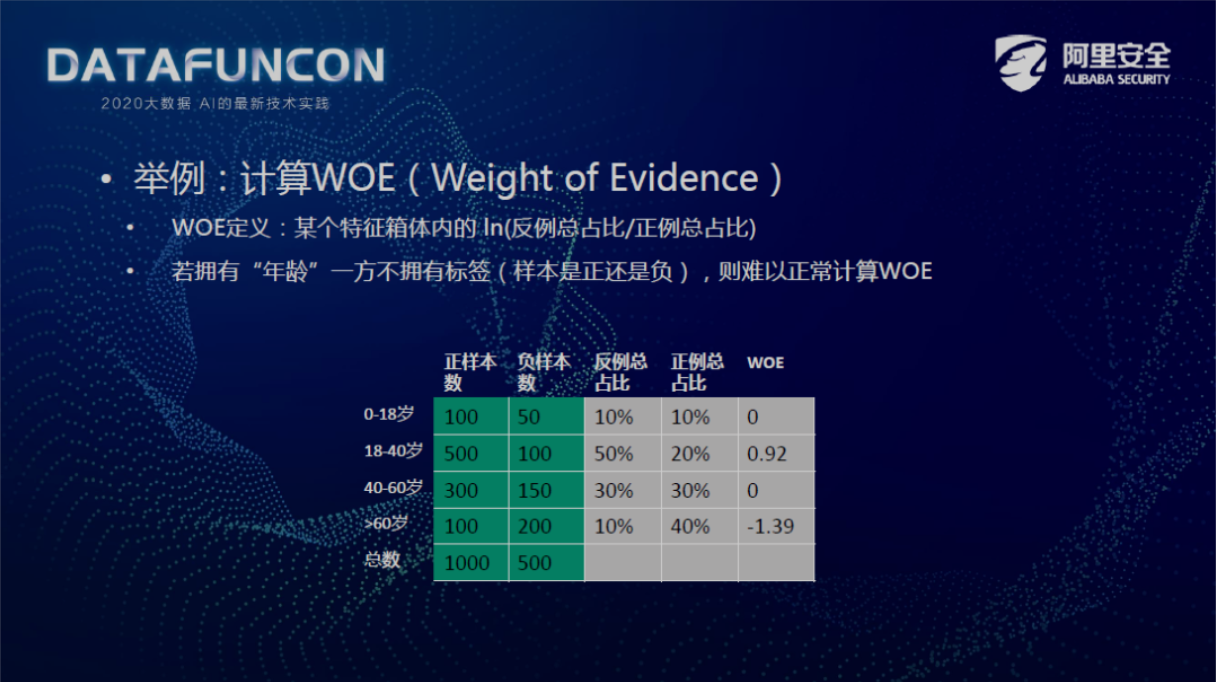 DATAFUNCON
2020大数据 AI的最新技术实践
阿里安全
ALIBABA SECURITY
• 举例：计算WOE（Weight of Evidence）
• WOE定义：某个特征箱体内的 ln(反例总占比/正例总占比)
• 若拥有“年龄”一方不拥有标签（样本是正还是负），则难以正常计算WOE
正样本数 负样本数 反例总占比 正例总占比 WOE
0-18岁 100 50 10% 10% 0
18-40岁 500 100 50% 20% 0.92
40-60岁 300 150 30% 30% 0
>60岁 100 200 10% 40% -1.39
总数 1000 500